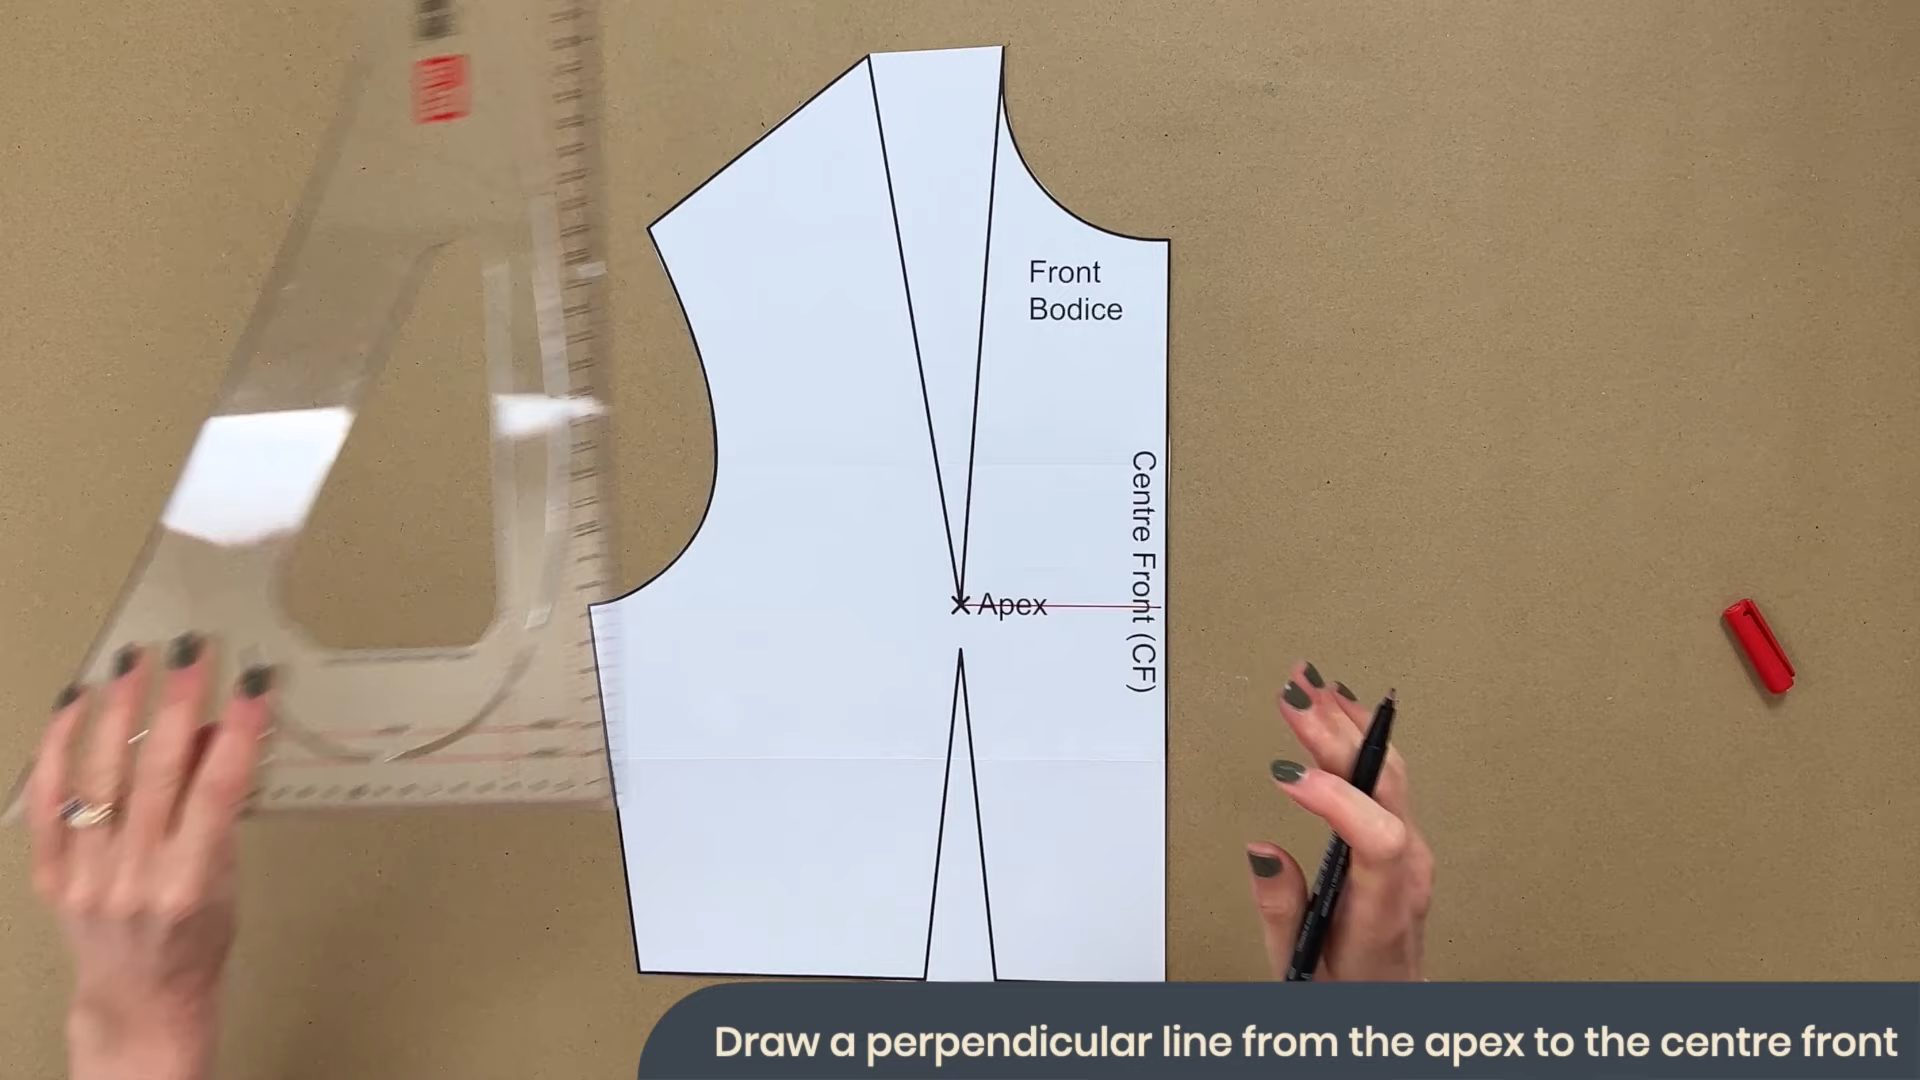 Front
Bodice
Centre Front (CF)
Apex
Draw a perpendicular line from the apex to the centre front